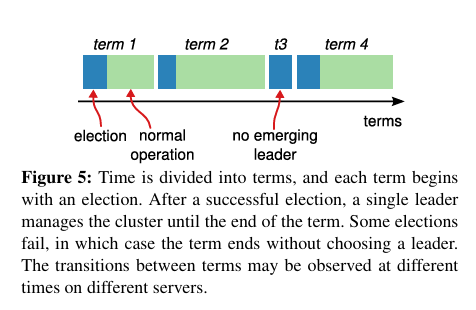 term 1 term 2 t3 term 4
terms
election normal operation no emerging leader
Figure 5: Time is divided into terms, and each term begins
with an election. After a successful election, a single leader
manages the cluster until the end of the term. Some elections
fail, in which case the term ends without choosing a leader.
The transitions between terms may be observed at different
times on different servers.